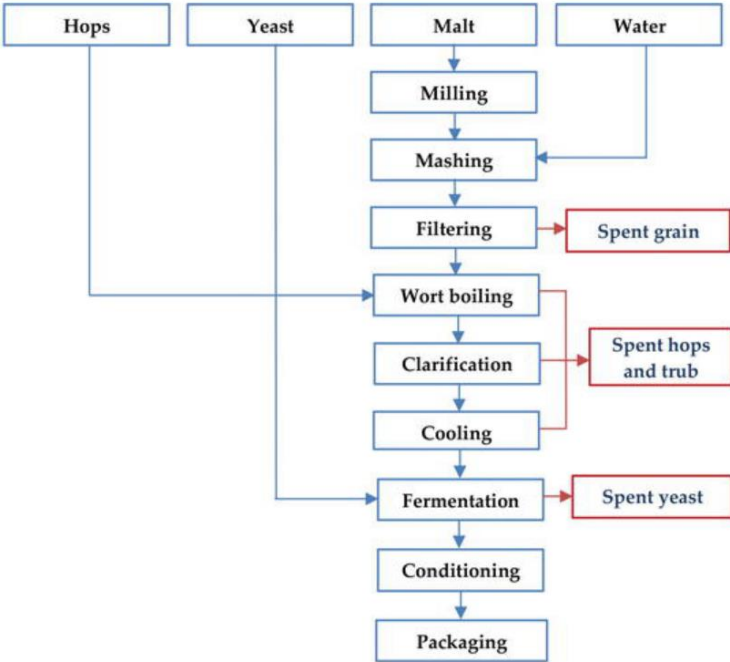 Hops
Yeast
Malt
Water
Milling
Mashing
Filtering
Spent grain
Wort boiling
Clarification
Spent hops
and trub
Cooling
Fermentation
Spent yeast
Conditioning
Packaging